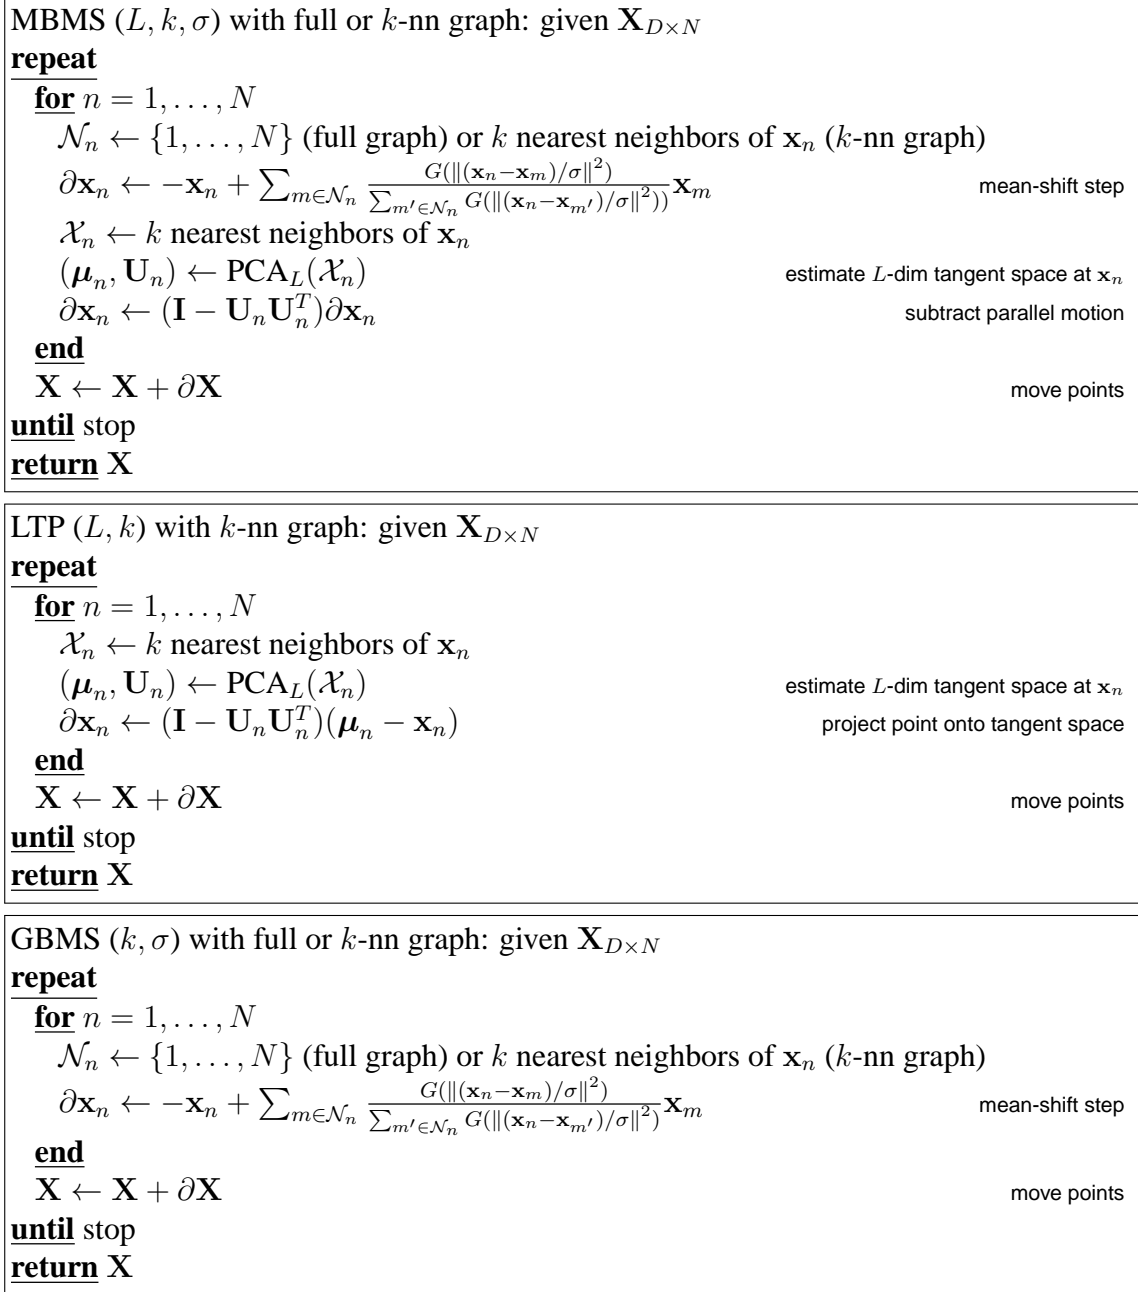 MBMS (L, k, σ) with full or k-nn graph: given X_{D×N}
repeat
for n = 1, . . . , N
𝒩_n ← {1, . . . , N} (full graph) or k nearest neighbors of x_n (k-nn graph)
∂x_n ← −x_n + ∑_{m∈𝒩_n} \frac{G(‖(x_n−x_m)/σ‖²)}{∑_{m′∈𝒩_n} G(‖(x_n−x_{m′})/σ‖²))} x_m mean-shift step
𝒳_n ← k nearest neighbors of x_n
(μ_n, U_n) ← PCA_L(𝒳_n) estimate L-dim tangent space at x_n
∂x_n ← (I − U_nU_n^T)∂x_n subtract parallel motion
end
X ← X + ∂X move points
until stop
return X
LTP (L, k) with k-nn graph: given X_{D×N}
repeat
for n = 1, . . . , N
𝒳_n ← k nearest neighbors of x_n
(μ_n, U_n) ← PCA_L(𝒳_n) estimate L-dim tangent space at x_n
∂x_n ← (I − U_nU_n^T)(μ_n − x_n) project point onto tangent space
end
X ← X + ∂X move points
until stop
return X
GBMS (k, σ) with full or k-nn graph: given X_{D×N}
repeat
for n = 1, . . . , N
𝒩_n ← {1, . . . , N} (full graph) or k nearest neighbors of x_n (k-nn graph)
∂x_n ← −x_n + ∑_{m∈𝒩_n} \frac{G(‖(x_n−x_m)/σ‖²)}{∑_{m′∈𝒩_n} G(‖(x_n−x_{m′})/σ‖²)} x_m mean-shift step
end
X ← X + ∂X move points
until stop
return X